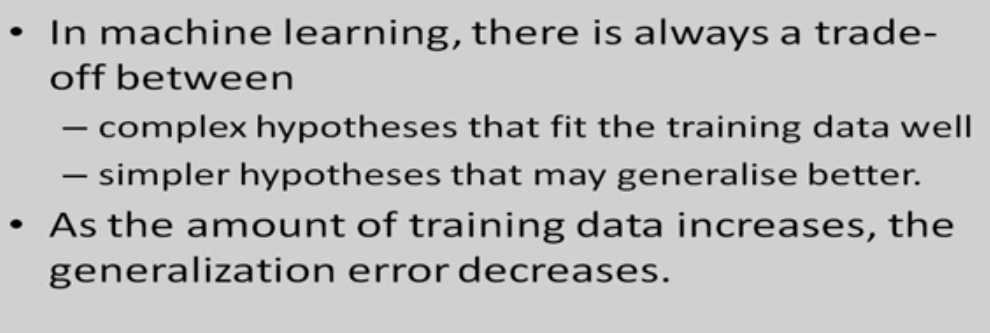 • In machine learning, there is always a trade-
off between
– complex hypotheses that fit the training data well
– simpler hypotheses that may generalise better.
• As the amount of training data increases, the
generalization error decreases.